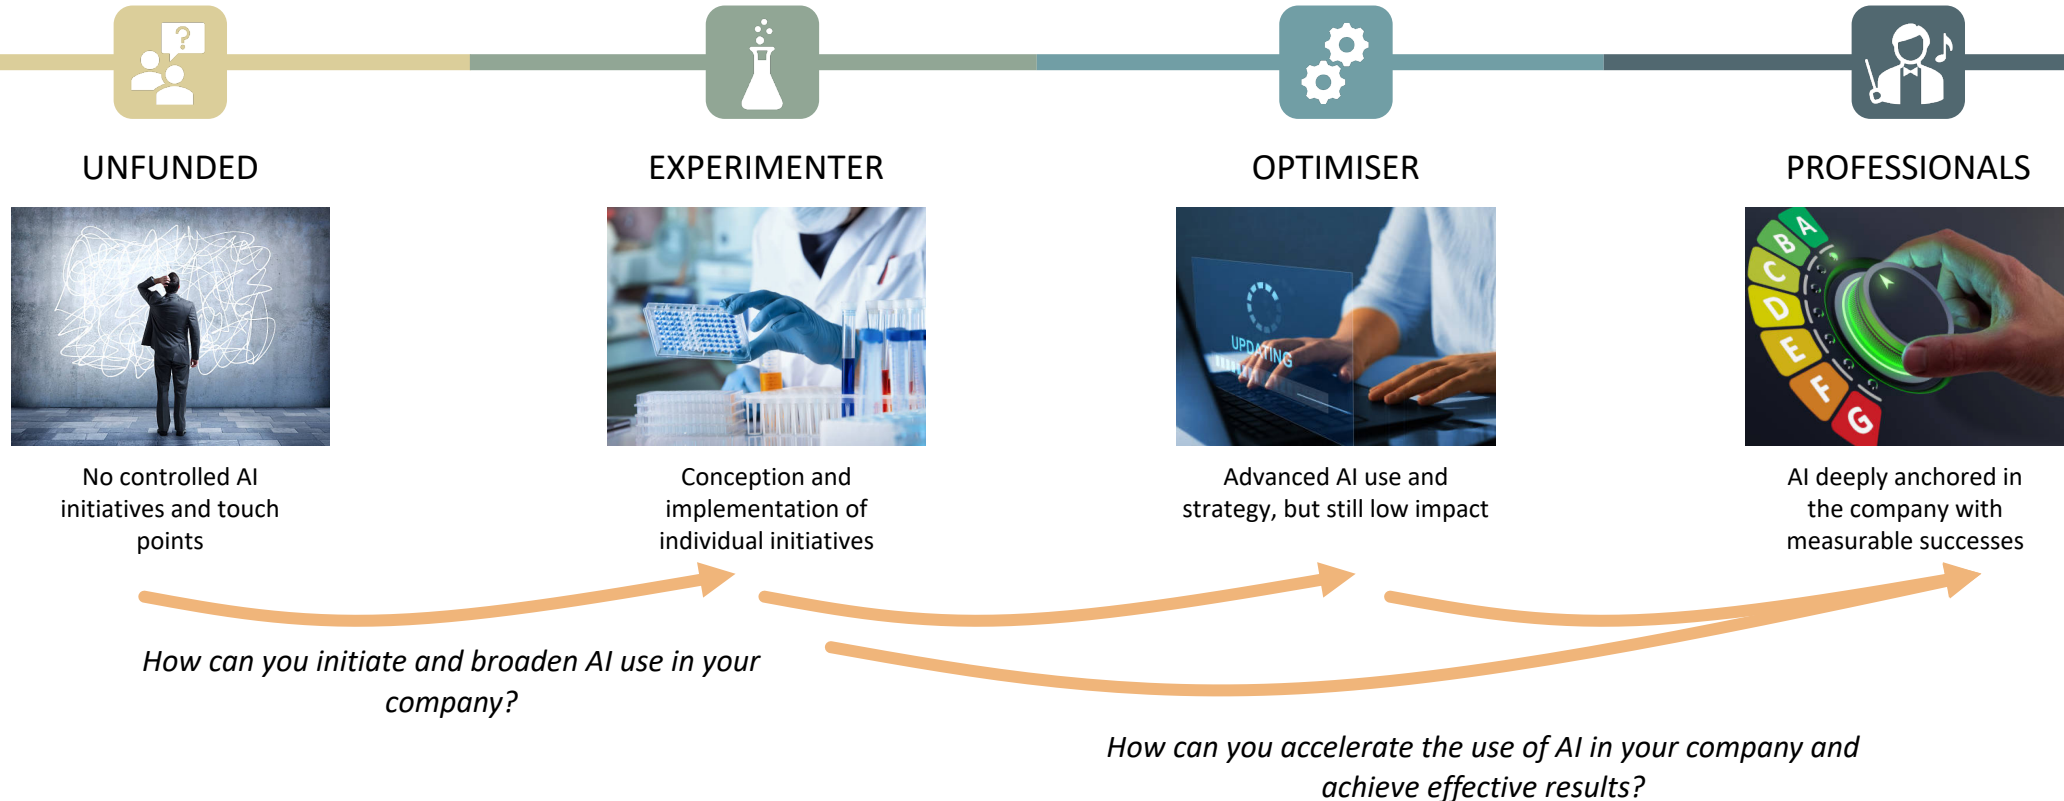 ?
UNFUNDED
EXPERIMENTER
OPTIMISER
PROFESSIONALS
UPDATING
A
B
C
D
E
F
G
No controlled AI
initiatives and touch
points
Conception and
implementation of
individual initiatives
Advanced AI use and
strategy, but still low impact
AI deeply anchored in
the company with
measurable successes
How can you initiate and broaden AI use in your
company?
How can you accelerate the use of AI in your company and
achieve effective results?